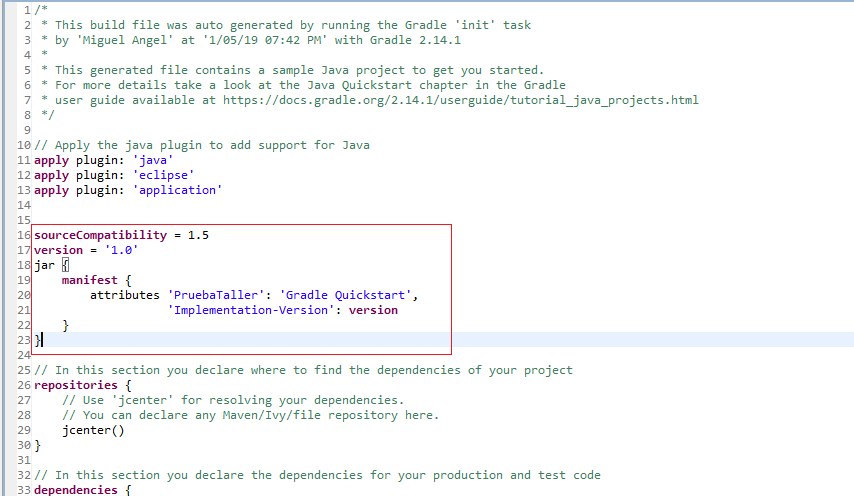 1 /*
2  * This build file was auto generated by running the Gradle 'init' task
3  * by 'Miguel Angel' at '1/05/19 07:42 PM' with Gradle 2.14.1
4  *
5  * This generated file contains a sample Java project to get you started.
6  * For more details take a look at the Java Quickstart chapter in the Gradle
7  * user guide available at https://docs.gradle.org/2.14.1/userguide/tutorial_java_projects.html
8  */
9
10 // Apply the java plugin to add support for Java
11 apply plugin: 'java'
12 apply plugin: 'eclipse'
13 apply plugin: 'application'
14
15
16 sourceCompatibility = 1.5
17 version = '1.0'
18 jar {
19     manifest {
20         attributes 'PruebaTaller': 'Gradle Quickstart',
21                    'Implementation-Version': version
22     }
23 }
24
25 // In this section you declare where to find the dependencies of your project
26 repositories {
27     // Use 'jcenter' for resolving your dependencies.
28     // You can declare any Maven/Ivy/file repository here.
29     jcenter()
30 }
31
32 // In this section you declare the dependencies for your production and test code
33 dependencies {